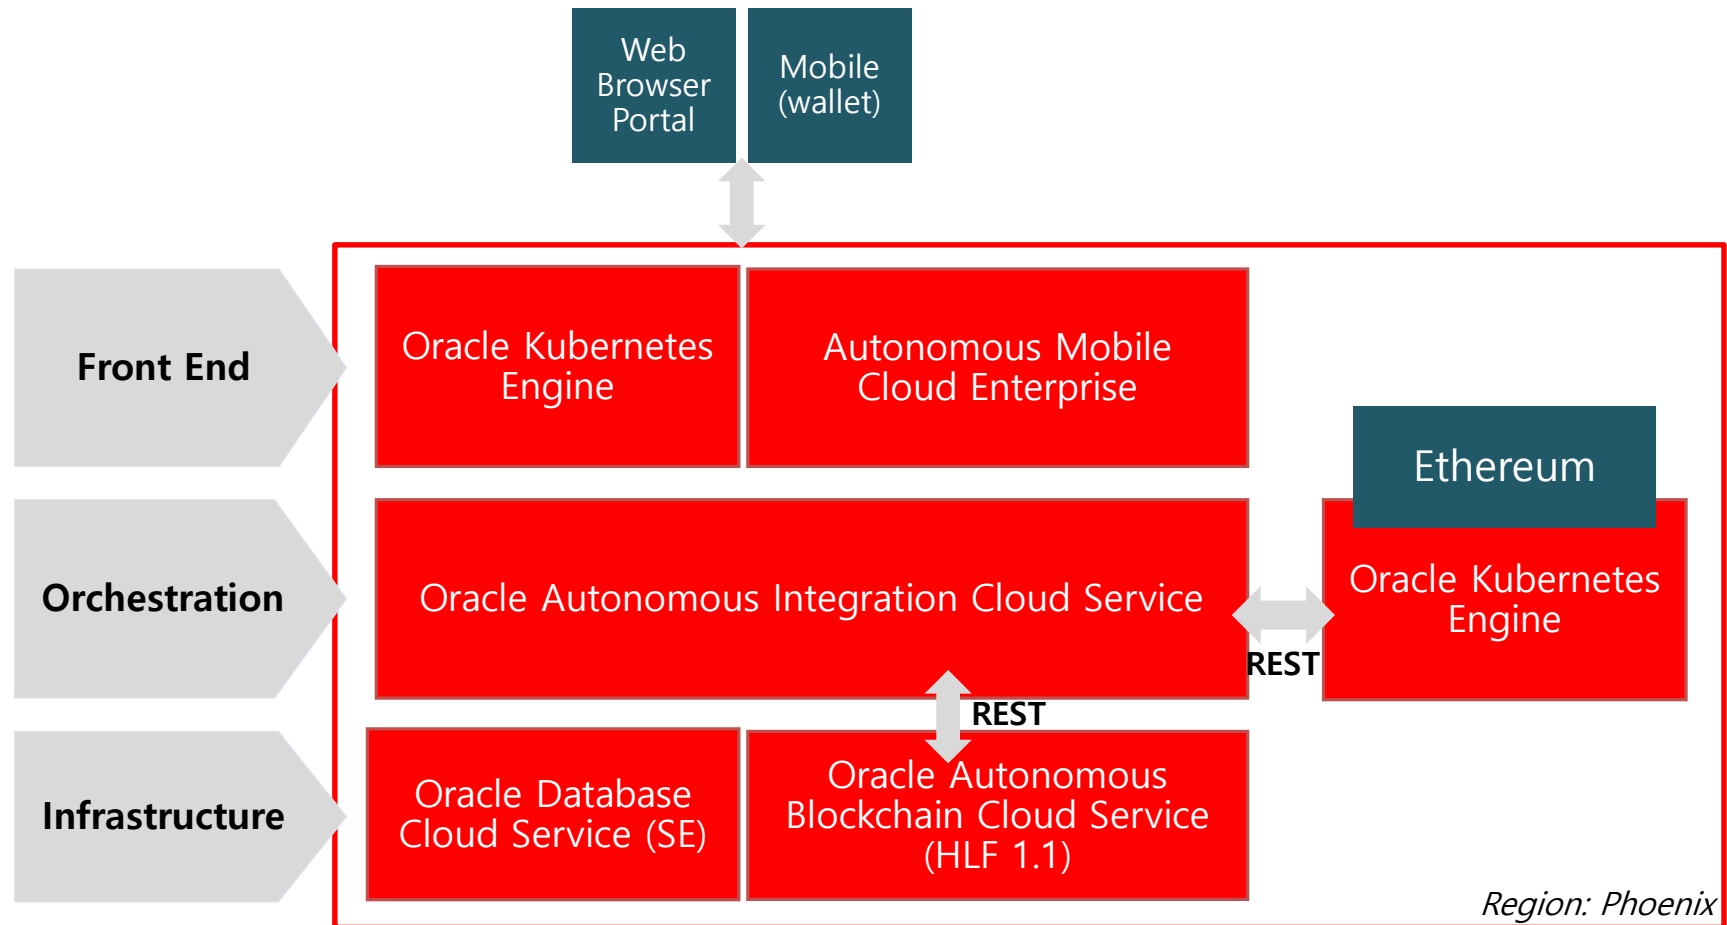 Web
Browser
Portal
Mobile
(wallet)
Front End
Oracle Kubernetes
Engine
Autonomous Mobile
Cloud Enterprise
Ethereum
Orchestration
Oracle Autonomous Integration Cloud Service
REST
Oracle Kubernetes
Engine
REST
Infrastructure
Oracle Database
Cloud Service (SE)
Oracle Autonomous
Blockchain Cloud Service
(HLF 1.1)
Region: Phoenix